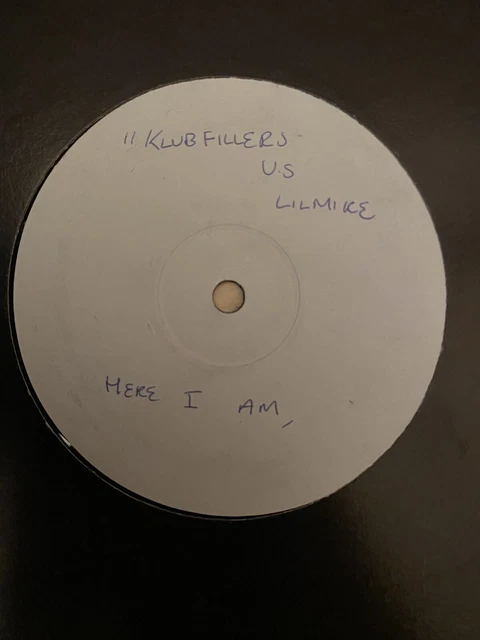 11 KLUBFILLERS
V.S
LILMIKE
HERE I AM,